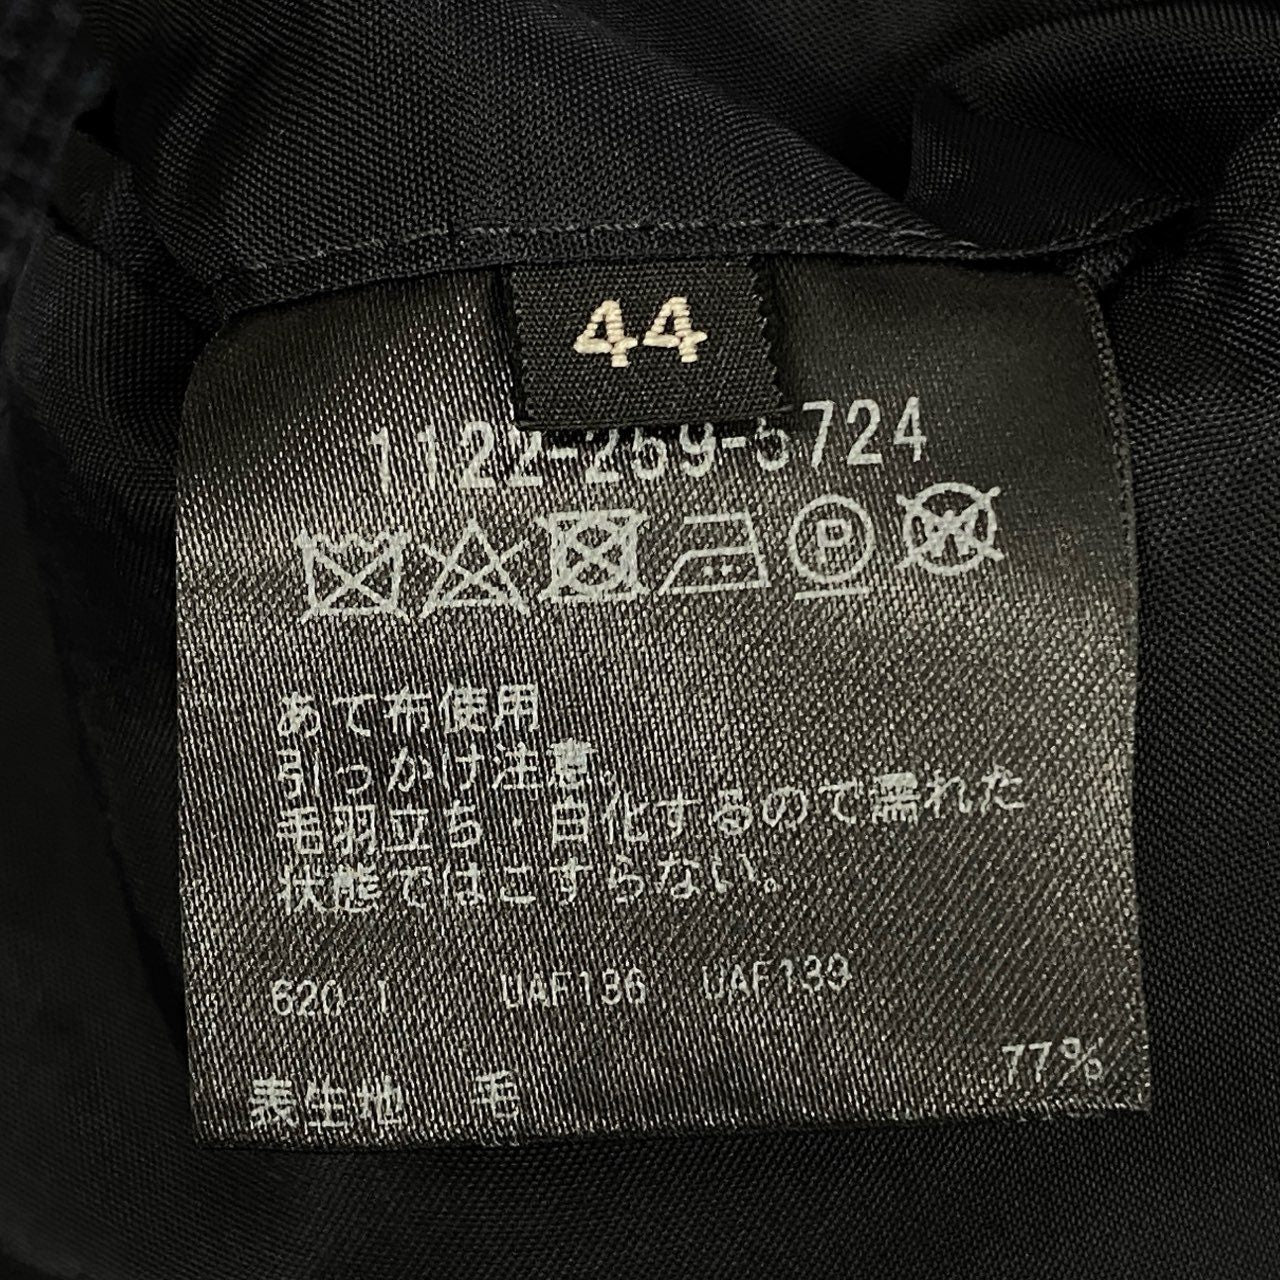 44
1122-259-5724
P
W
あて布使用
引っかけ注意。
毛羽立ち・白化するので濡れた
状態ではこすらない。
620-1 UAF136 UAF139
表生地 毛 77%